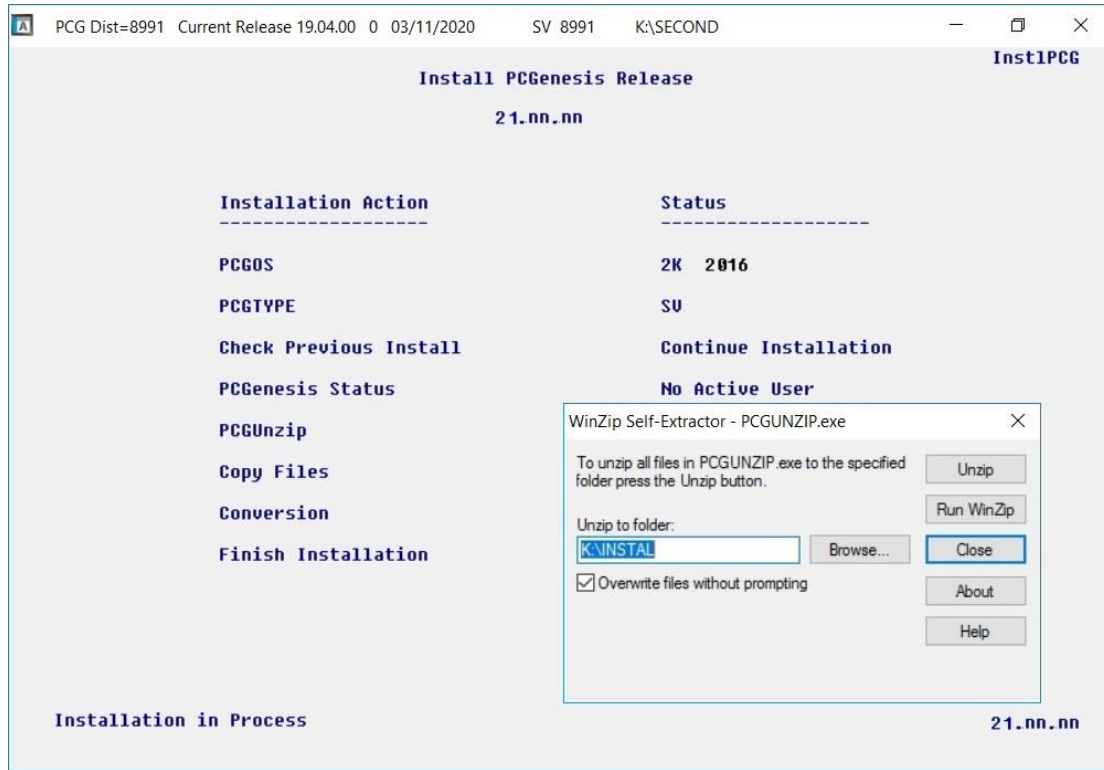 A PCG Dist=8991 Current Release 19.04.00 0 03/11/2020 SV 8991 K:\SECOND
InstlPCG
Install PCGenesis Release
21.nn.nn
Installation Action Status
------------------- -------------------
PCGOS 2K 2016
PCGTYPE SV
Check Previous Install Continue Installation
PCGenesis Status No Active User
PCGUnzip
Copy Files
Conversion
Finish Installation
WinZip Self-Extractor - PCGUNZIP.exe
To unzip all files in PCGUNZIP.exe to the specified
folder press the Unzip button.
Unzip to folder:
K:\INSTAL
Browse...
Overwrite files without prompting
Unzip
Run WinZip
Close
About
Help
Installation in Process 21.nn.nn